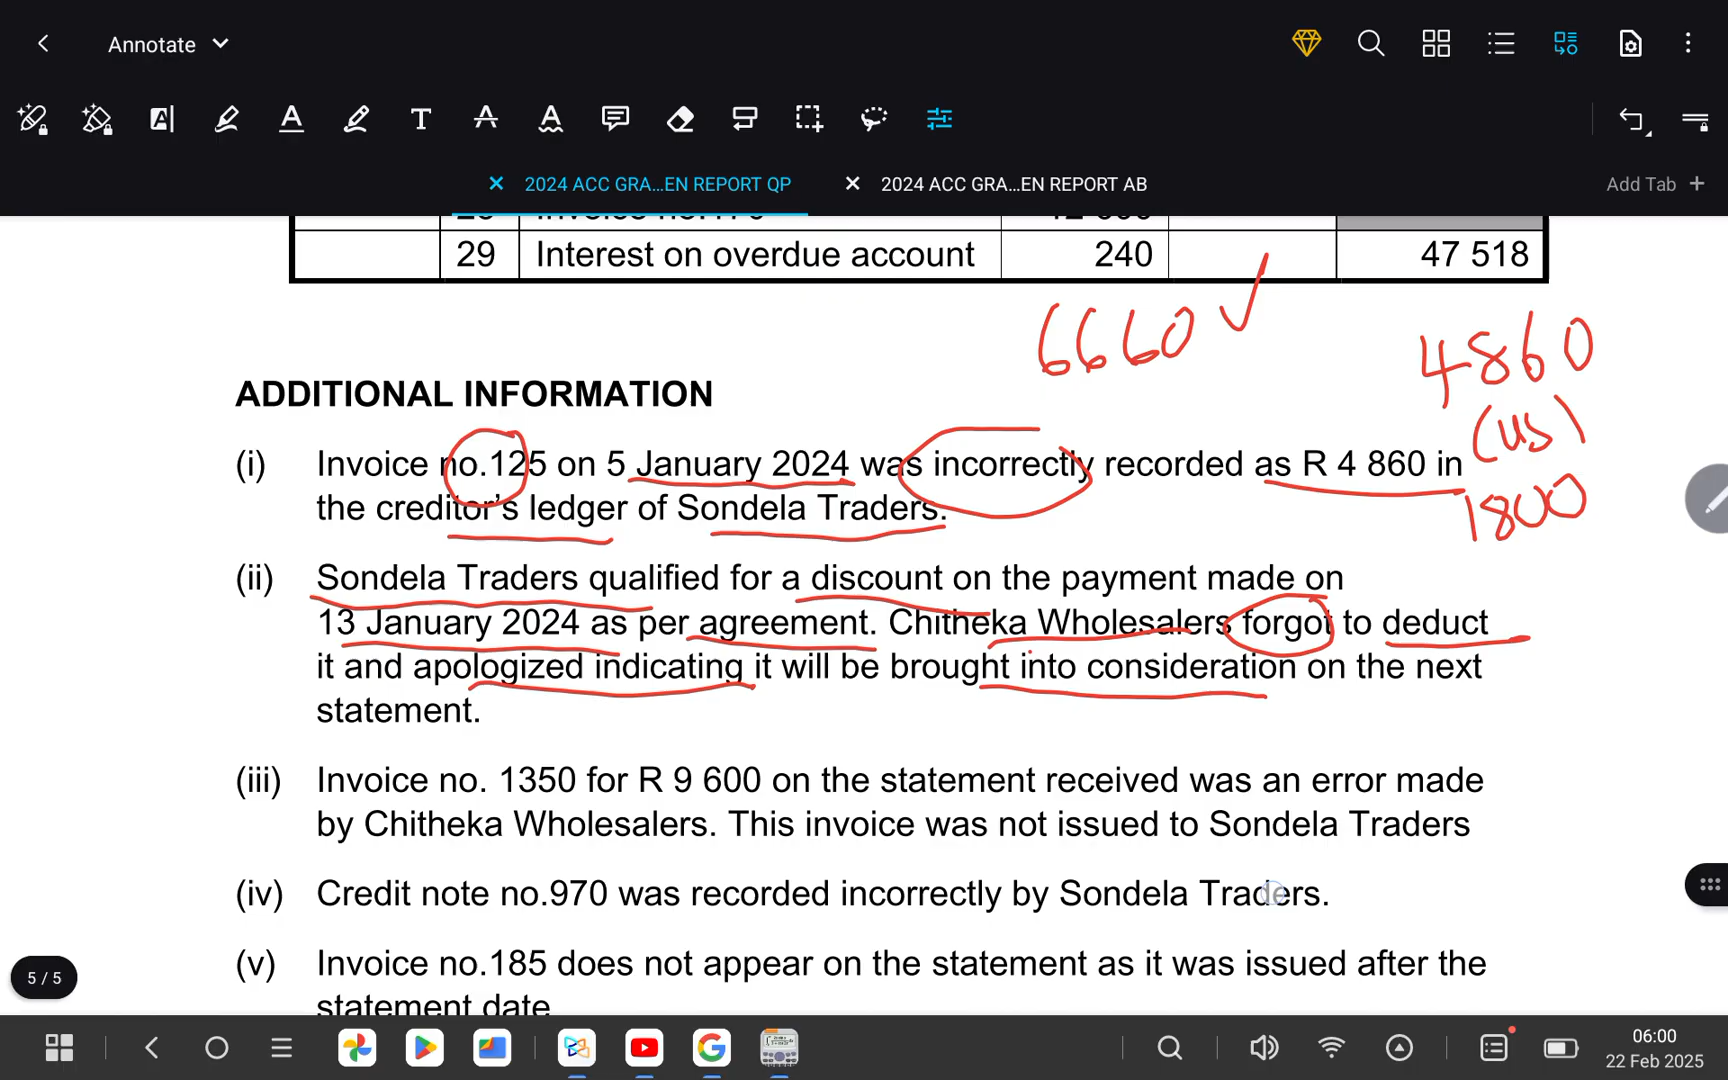 Annotate
2024 ACC GRA...EN REPORT QP
2024 ACC GRA...EN REPORT AB
Add Tab +
29 Interest on overdue account 240 47 518
6660 ✓
4860
(us)
1800
ADDITIONAL INFORMATION
(i) Invoice no.125 on 5 January 2024 was incorrectly recorded as R 4 860 in
the creditor's ledger of Sondela Traders.
(ii) Sondela Traders qualified for a discount on the payment made on
13 January 2024 as per agreement. Chitheka Wholesalers forgot to deduct
it and apologized indicating it will be brought into consideration on the next
statement.
(iii) Invoice no. 1350 for R 9 600 on the statement received was an error made
by Chitheka Wholesalers. This invoice was not issued to Sondela Traders
(iv) Credit note no.970 was recorded incorrectly by Sondela Traders.
(v) Invoice no.185 does not appear on the statement as it was issued after the
statement date
5 / 5
06:00
22 Feb 2025